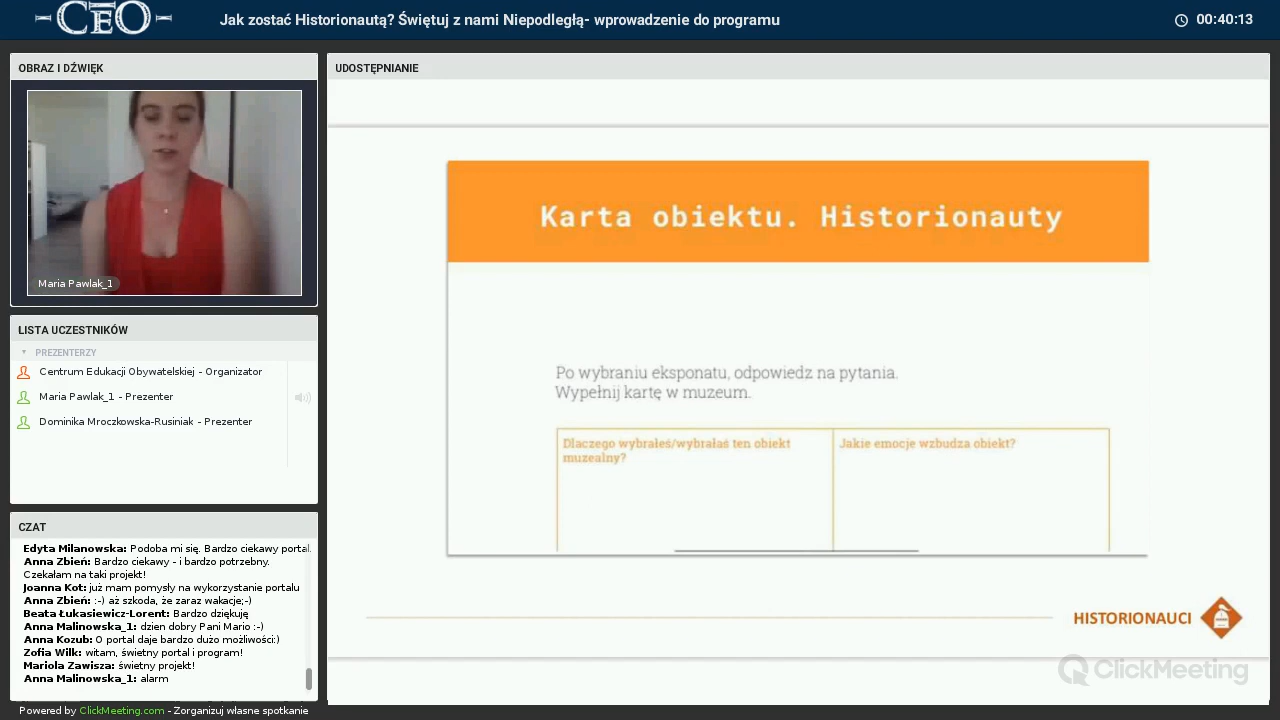 CEO
Jak zostać Historionautą? Świętuj z nami Niepodległą- wprowadzenie do programu
00:40:13
OBRAZ I DŹWIĘK
Maria Pawlak_1
LISTA UCZESTNIKÓW
PREZENTERZY
Centrum Edukacji Obywatelskiej - Organizator
Maria Pawlak_1 - Prezenter
Dominika Mroczkowska-Rusiniak - Prezenter
CZAT
Edyta Milanowska: Podoba mi się. Bardzo ciekawy portal.
Anna Zbień: Bardzo ciekawy - i bardzo potrzebny.
Czekałam na taki projekt!
Joanna Kot: już mam pomysły na wykorzystanie portalu
Anna Zbień: :-) aż szkoda, że zaraz wakacje;-)
Beata Łukasiewicz-Lorent: Bardzo dziękuję
Anna Malinowska_1: dzien dobry Pani Mario :-)
Anna Kozub: O portal daje bardzo dużo możliwości:)
Zofia Wilk: witam, świetny portal i program!
Mariola Zawisza: świetny projekt!
Anna Malinowska_1: alarm
Powered by ClickMeeting.com - Zorganizuj własne spotkanie
UDOSTĘPNIANIE
Karta obiektu. Historionauty
Po wybraniu eksponatu, odpowiedz na pytania.
Wypełnij kartę w muzeum.
Dlaczego wybrałeś/wybrałaś ten obiekt
muzealny?
Jakie emocje wzbudza obiekt?
HISTORIONAUCI
ClickMeeting